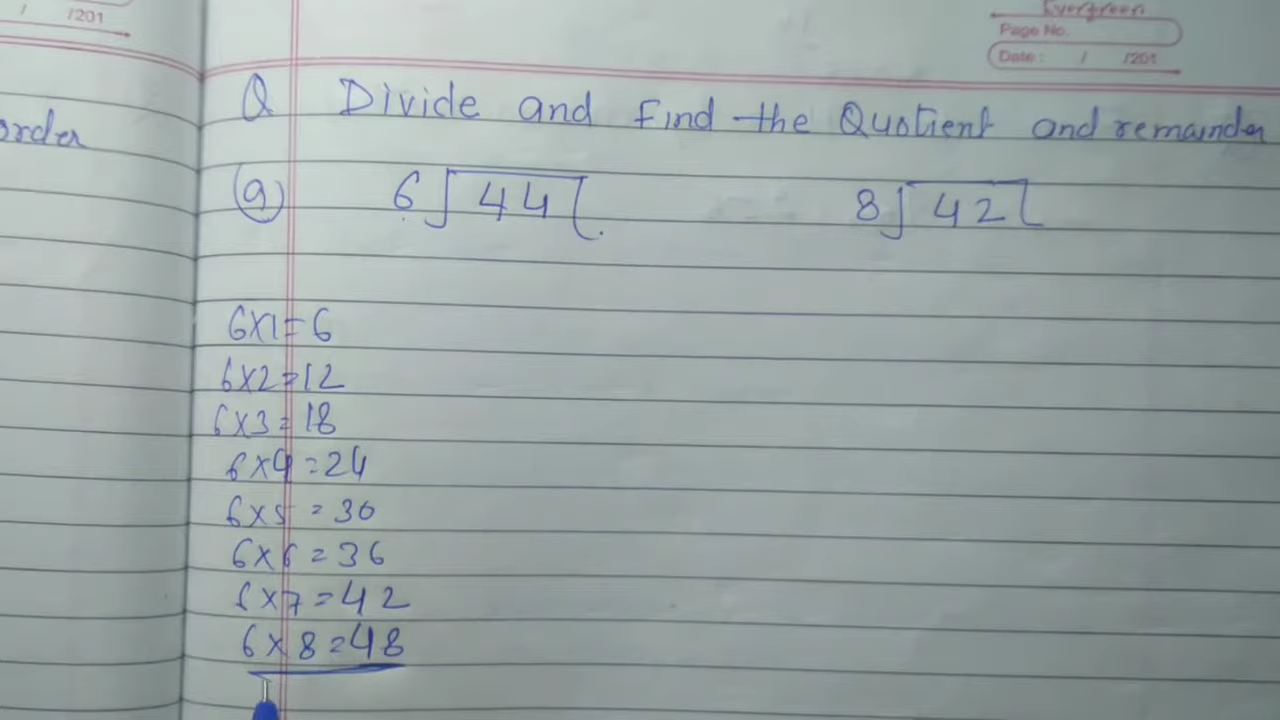 / /201
Evergreen
Page No.
Date: / /201
order
Q Divide and Find the Quotient and remainder
(a) 6 44 8 42
6x1=6
6x2=12
6x3=18
6x4=24
6x5=30
6x6=36
6x7=42
6x8=48